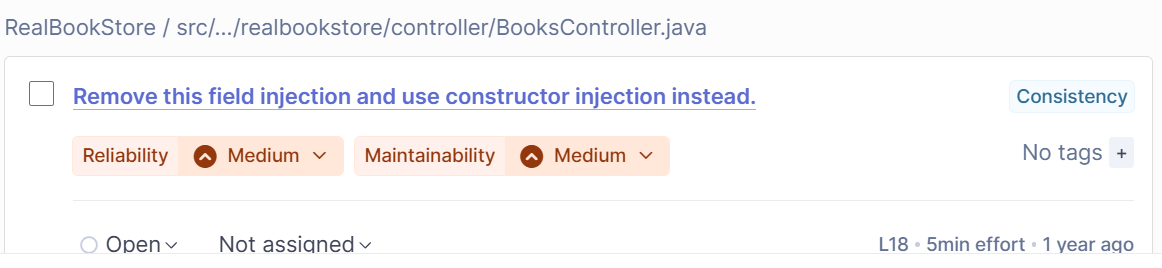 RealBookStore / src/.../realbookstore/controller/BooksController.java
Remove this field injection and use constructor injection instead. Consistency
Reliability Medium Maintainability Medium No tags +
Open Not assigned L18 • 5min effort • 1 year ago